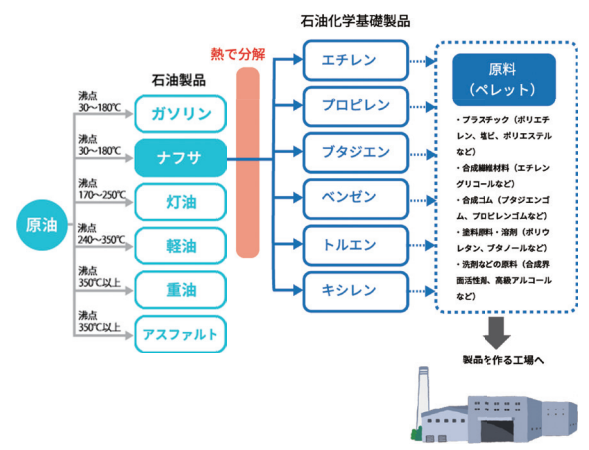 石油化学基礎製品
熱で分解
石油製品
原油
沸点
30〜180℃
ガソリン
沸点
30〜180℃
ナフサ
沸点
170〜250℃
灯油
沸点
240〜350℃
軽油
沸点
350℃以上
重油
沸点
350℃以上
アスファルト
エチレン
プロピレン
ブタジエン
ベンゼン
トルエン
キシレン
原料
（ペレット）
・プラスチック（ポリエチ
レン、塩ビ、ポリエステル
など）
・合成繊維材料（エチレン
グリコールなど）
・合成ゴム（ブタジエンゴ
ム、プロピレンゴムなど）
・塗料原料・溶剤（ポリウ
レタン、ブタノールなど）
・洗剤などの原料（合成界
面活性剤、高級アルコール
など）
製品を作る工場へ